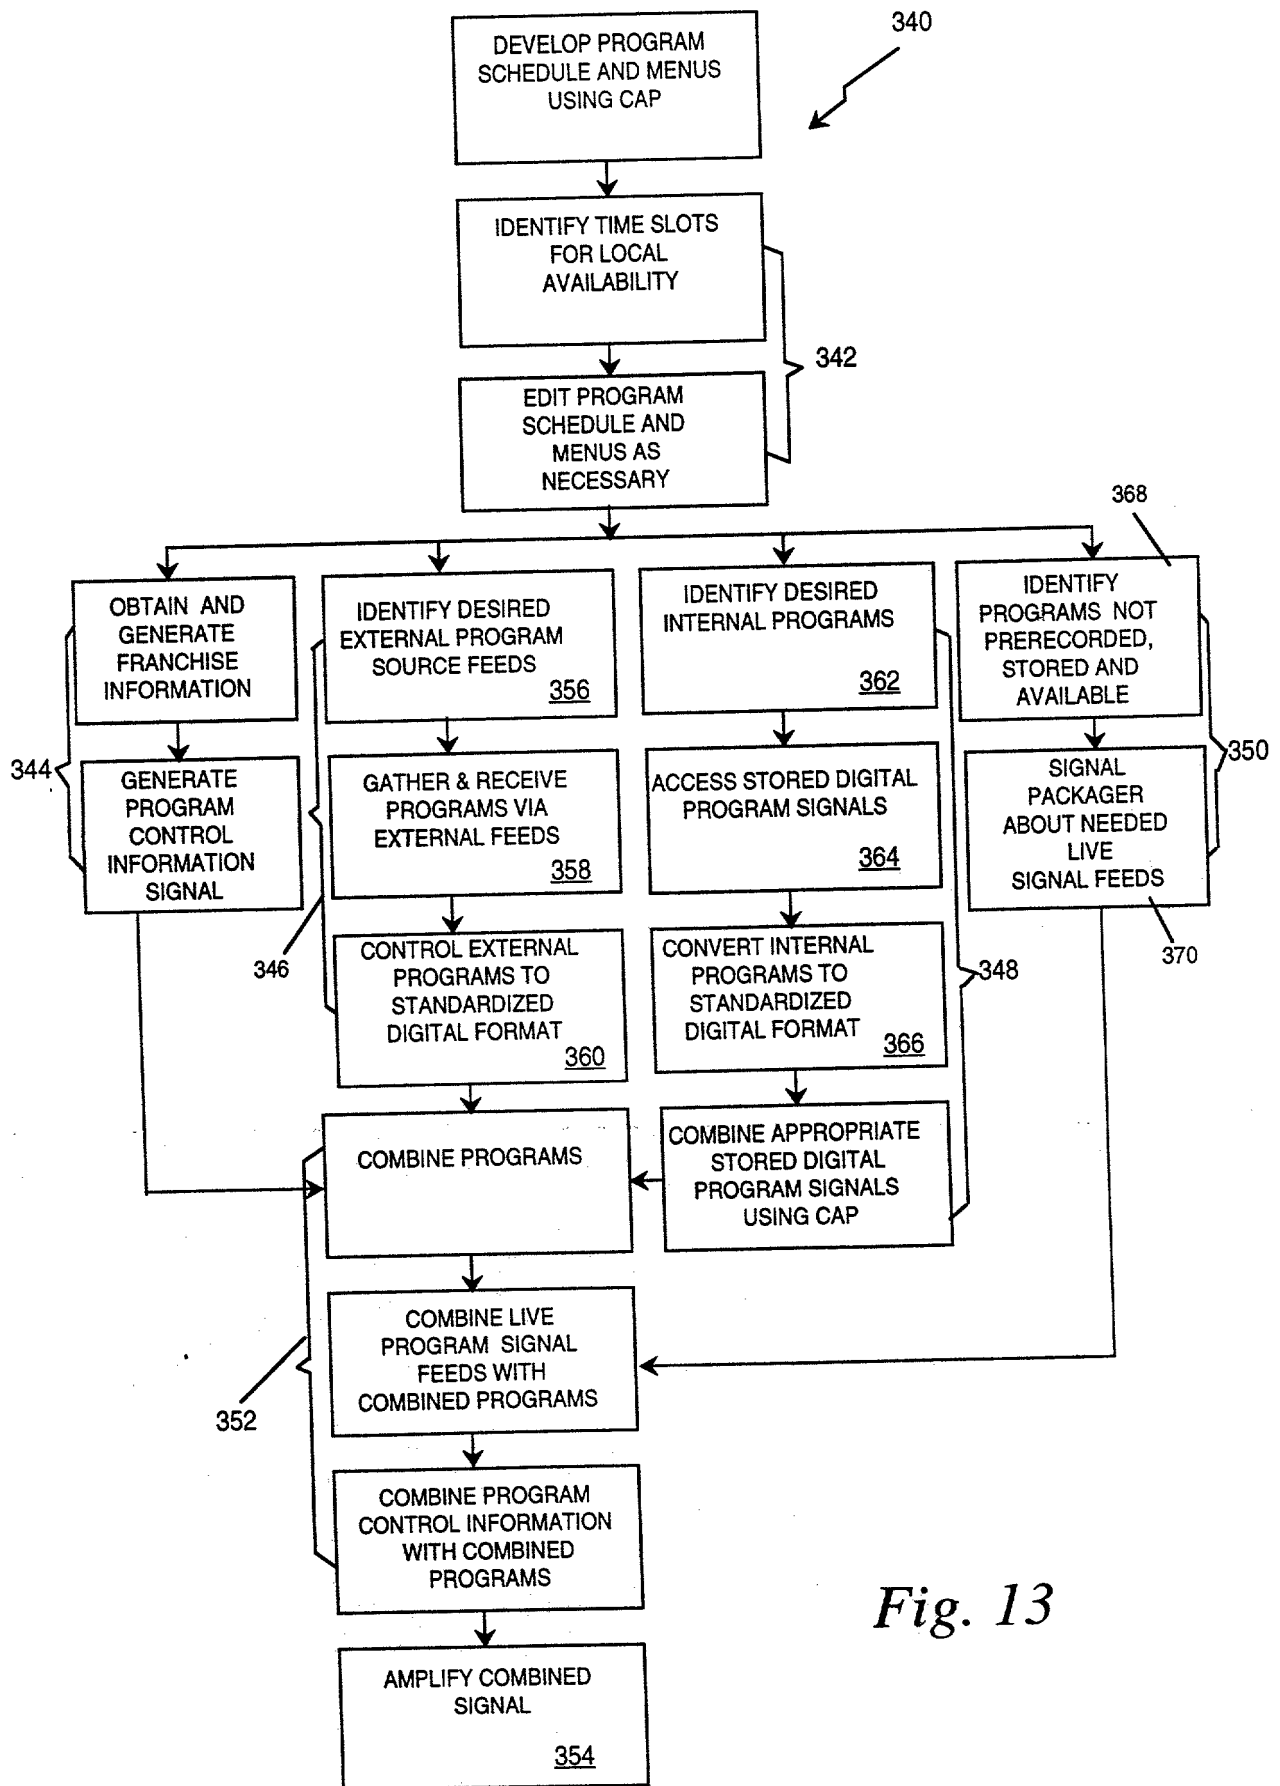 DEVELOP PROGRAM
SCHEDULE AND MENUS
USING CAP
340
IDENTIFY TIME SLOTS
FOR LOCAL
AVAILABILITY
342
EDIT PROGRAM
SCHEDULE AND
MENUS AS
NECESSARY
368
OBTAIN AND
GENERATE
FRANCHISE
INFORMATION
IDENTIFY DESIRED
EXTERNAL PROGRAM
SOURCE FEEDS
356
IDENTIFY DESIRED
INTERNAL PROGRAMS
362
IDENTIFY
PROGRAMS NOT
PRERECORDED,
STORED AND
AVAILABLE
344
350
GENERATE
PROGRAM
CONTROL
INFORMATION
SIGNAL
GATHER & RECEIVE
PROGRAMS VIA
EXTERNAL FEEDS
358
ACCESS STORED DIGITAL
PROGRAM SIGNALS
364
SIGNAL
PACKAGER
ABOUT NEEDED
LIVE
SIGNAL FEEDS
346
CONTROL EXTERNAL
PROGRAMS TO
STANDARDIZED
DIGITAL FORMAT
360
CONVERT INTERNAL
PROGRAMS TO
STANDARDIZED
DIGITAL FORMAT
366
348
370
COMBINE PROGRAMS
COMBINE APPROPRIATE
STORED DIGITAL
PROGRAM SIGNALS
USING CAP
COMBINE LIVE
PROGRAM SIGNAL
FEEDS WITH
COMBINED PROGRAMS
352
COMBINE PROGRAM
CONTROL INFORMATION
WITH COMBINED
PROGRAMS
AMPLIFY COMBINED
SIGNAL
354
Fig. 13